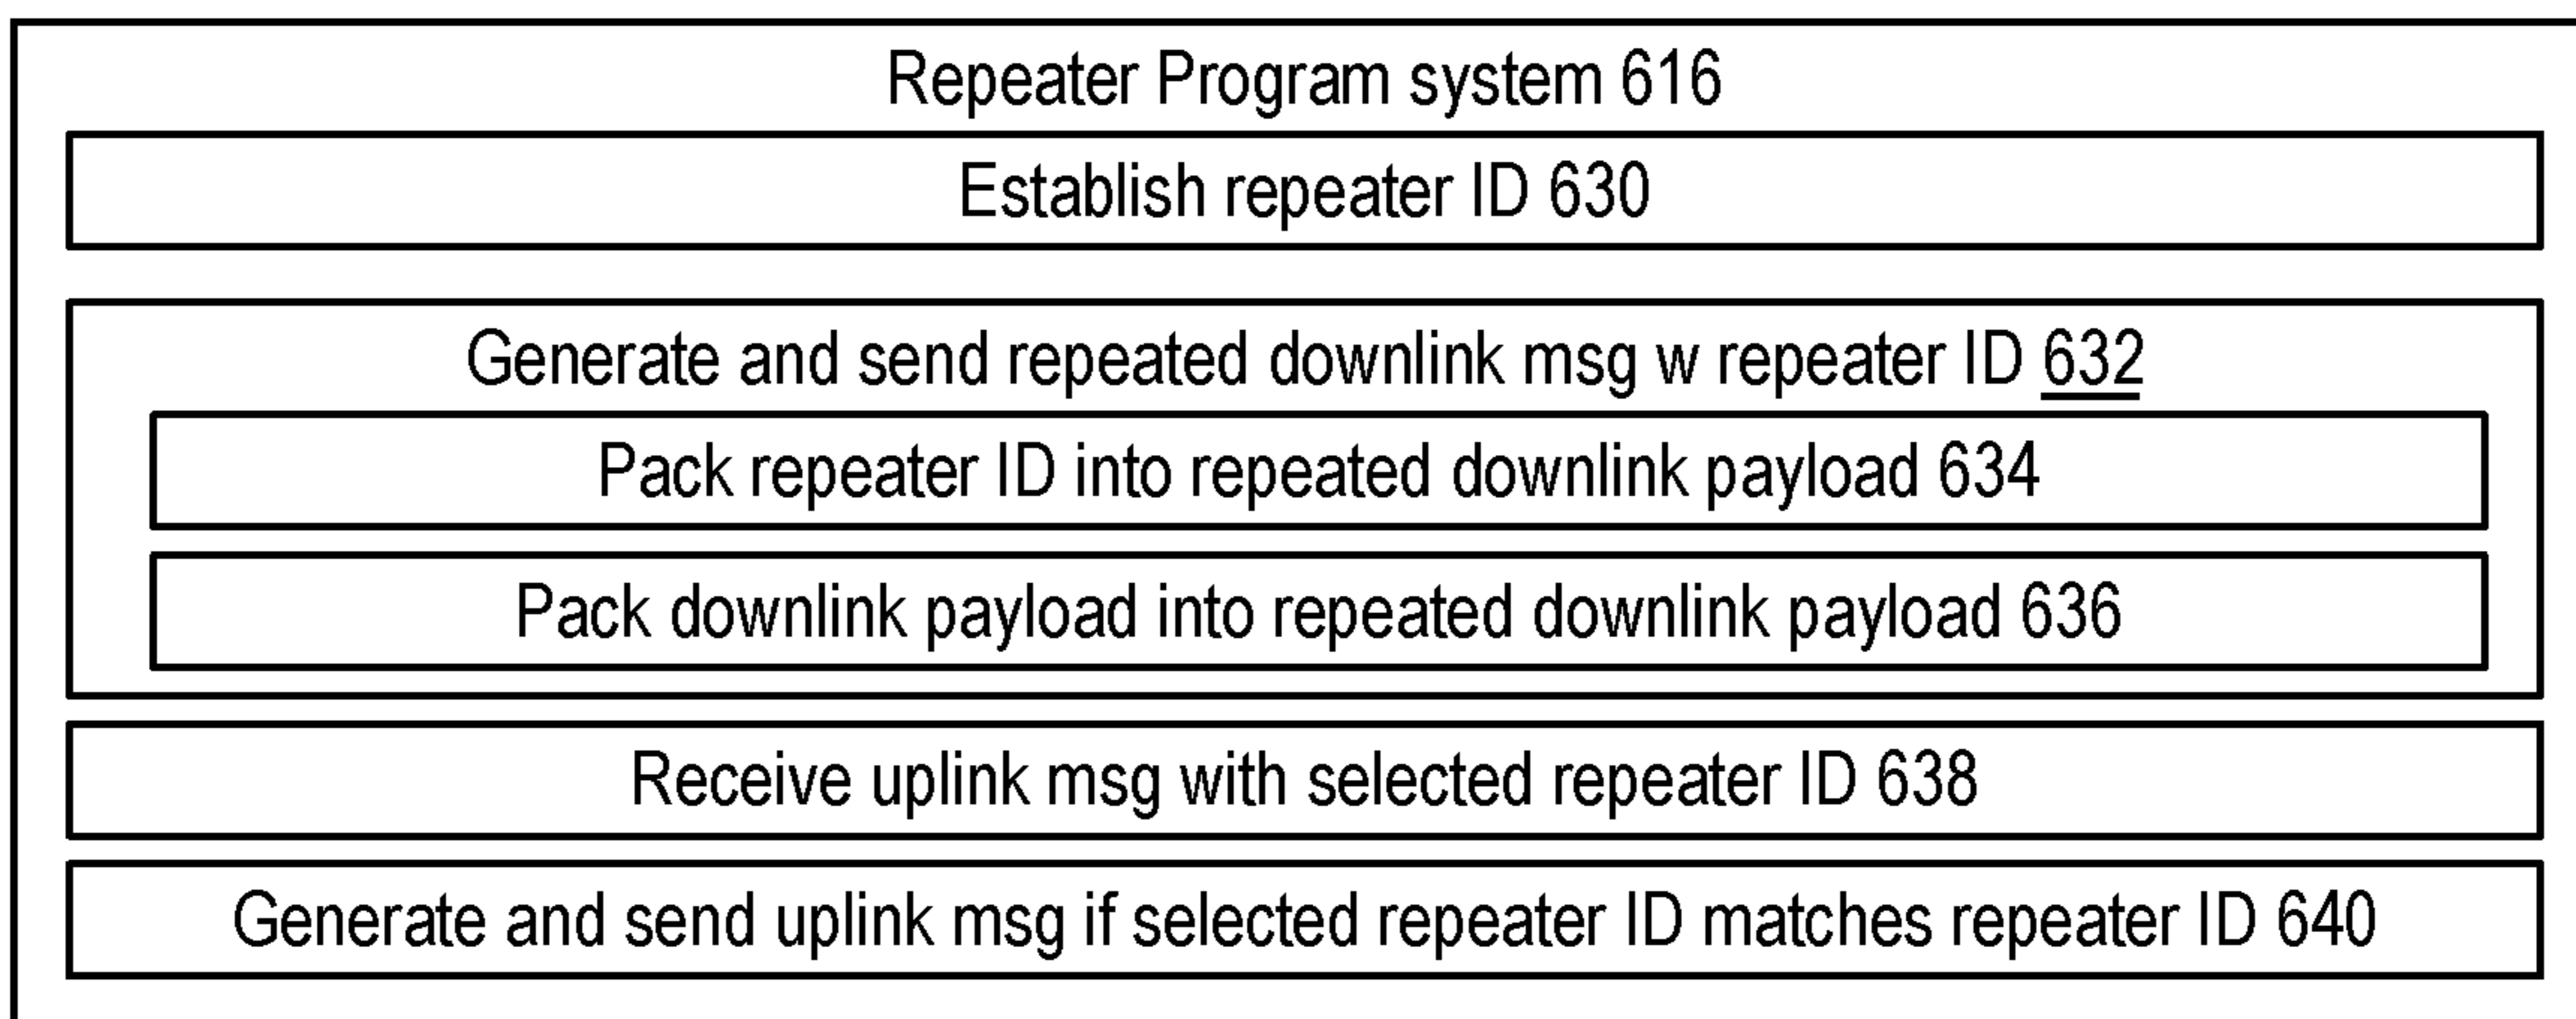 Repeater Program system 616
Establish repeater ID 630
Generate and send repeated downlink msg w repeater ID 632
Pack repeater ID into repeated downlink payload 634
Pack downlink payload into repeated downlink payload 636
Receive uplink msg with selected repeater ID 638
Generate and send uplink msg if selected repeater ID matches repeater ID 640